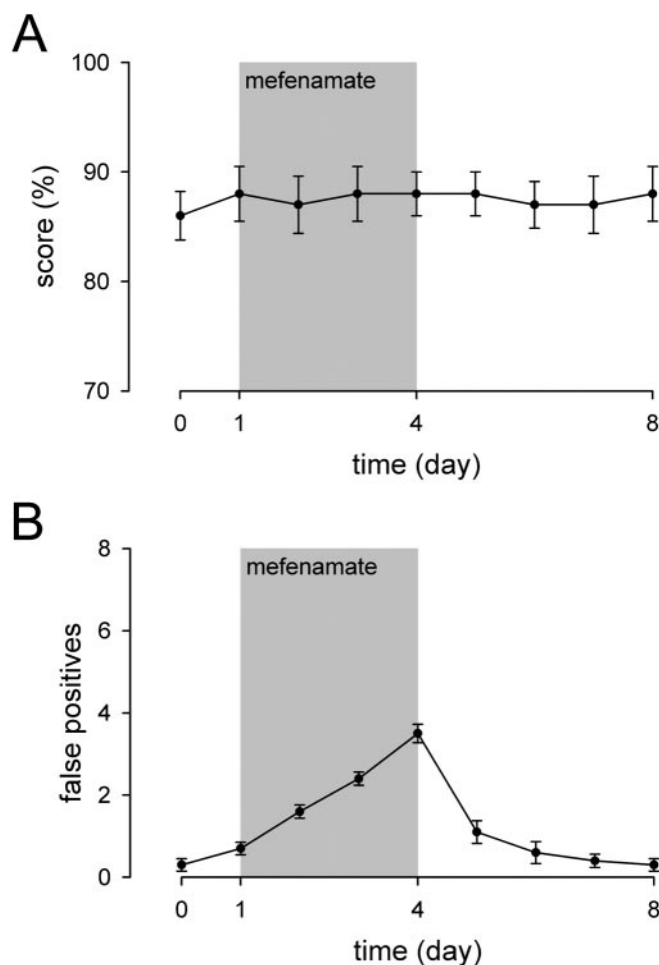 A
100
mefenamate
90
score (%)
80
70
0 1 4 8
time (day)
B
8
mefenamate
6
false positives
4
2
0
0 1 4 8
time (day)